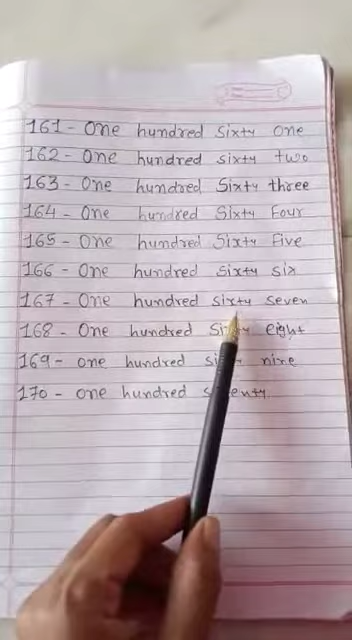 161 - One hundred Sixty One
162 - One hundred sixty two
163 - One hundred Sixty three
164 - One hundred Sixty Four
165 - One hundred Sixty Five
166 - One hundred Sixty six
167 - One hundred sixty seven
168 - One hundred eight
169 - one hundred nine
170 - one hundred